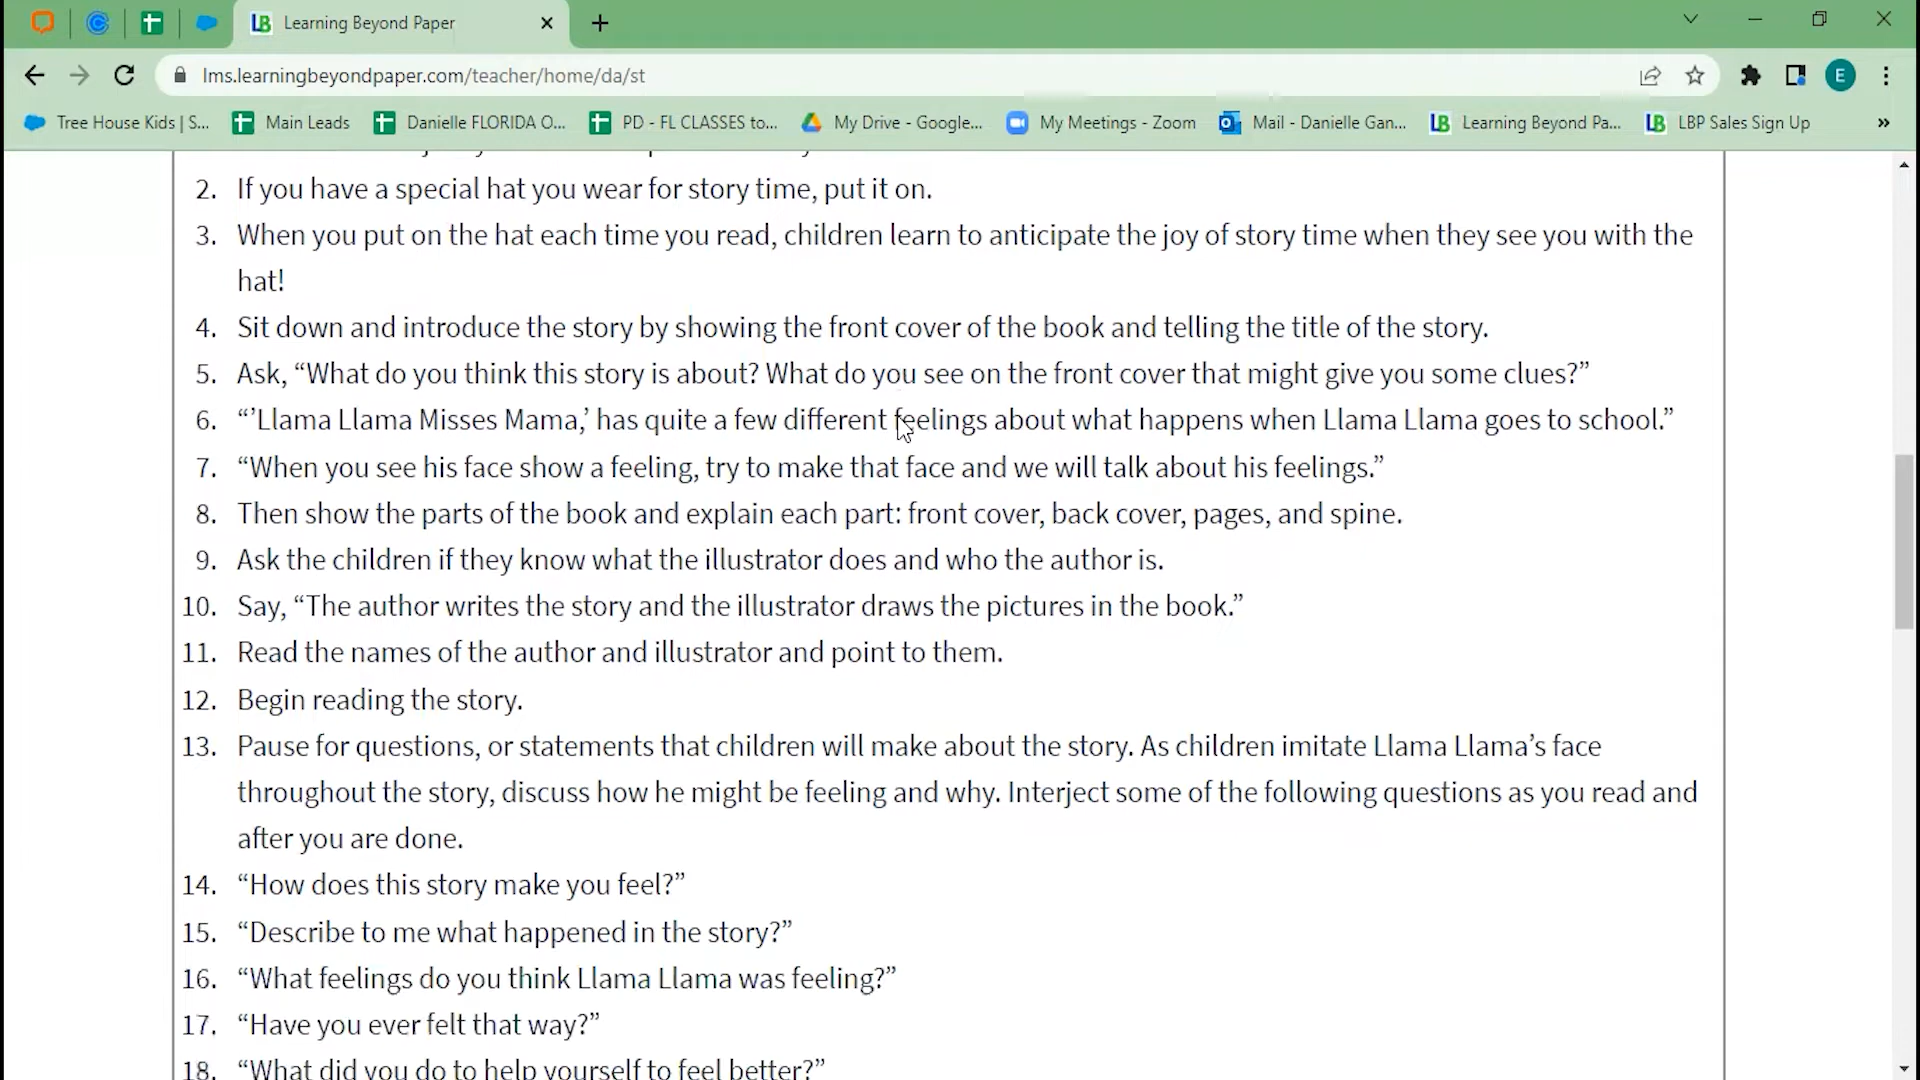 Learning Beyond Paper
lms.learningbeyondpaper.com/teacher/home/da/st
E
Tree House Kids | S... Main Leads Danielle FLORIDA O... PD - FL CLASSES to... My Drive - Google... My Meetings - Zoom Mail - Danielle Gan... Learning Beyond Pa... LBP Sales Sign Up »
2. If you have a special hat you wear for story time, put it on.
3. When you put on the hat each time you read, children learn to anticipate the joy of story time when they see you with the
hat!
4. Sit down and introduce the story by showing the front cover of the book and telling the title of the story.
5. Ask, “What do you think this story is about? What do you see on the front cover that might give you some clues?”
6. “’Llama Llama Misses Mama,’ has quite a few different feelings about what happens when Llama Llama goes to school.”
7. “When you see his face show a feeling, try to make that face and we will talk about his feelings.”
8. Then show the parts of the book and explain each part: front cover, back cover, pages, and spine.
9. Ask the children if they know what the illustrator does and who the author is.
10. Say, “The author writes the story and the illustrator draws the pictures in the book.”
11. Read the names of the author and illustrator and point to them.
12. Begin reading the story.
13. Pause for questions, or statements that children will make about the story. As children imitate Llama Llama’s face
throughout the story, discuss how he might be feeling and why. Interject some of the following questions as you read and
after you are done.
14. “How does this story make you feel?”
15. “Describe to me what happened in the story?”
16. “What feelings do you think Llama Llama was feeling?”
17. “Have you ever felt that way?”
18. “What did you do to help yourself to feel better?”